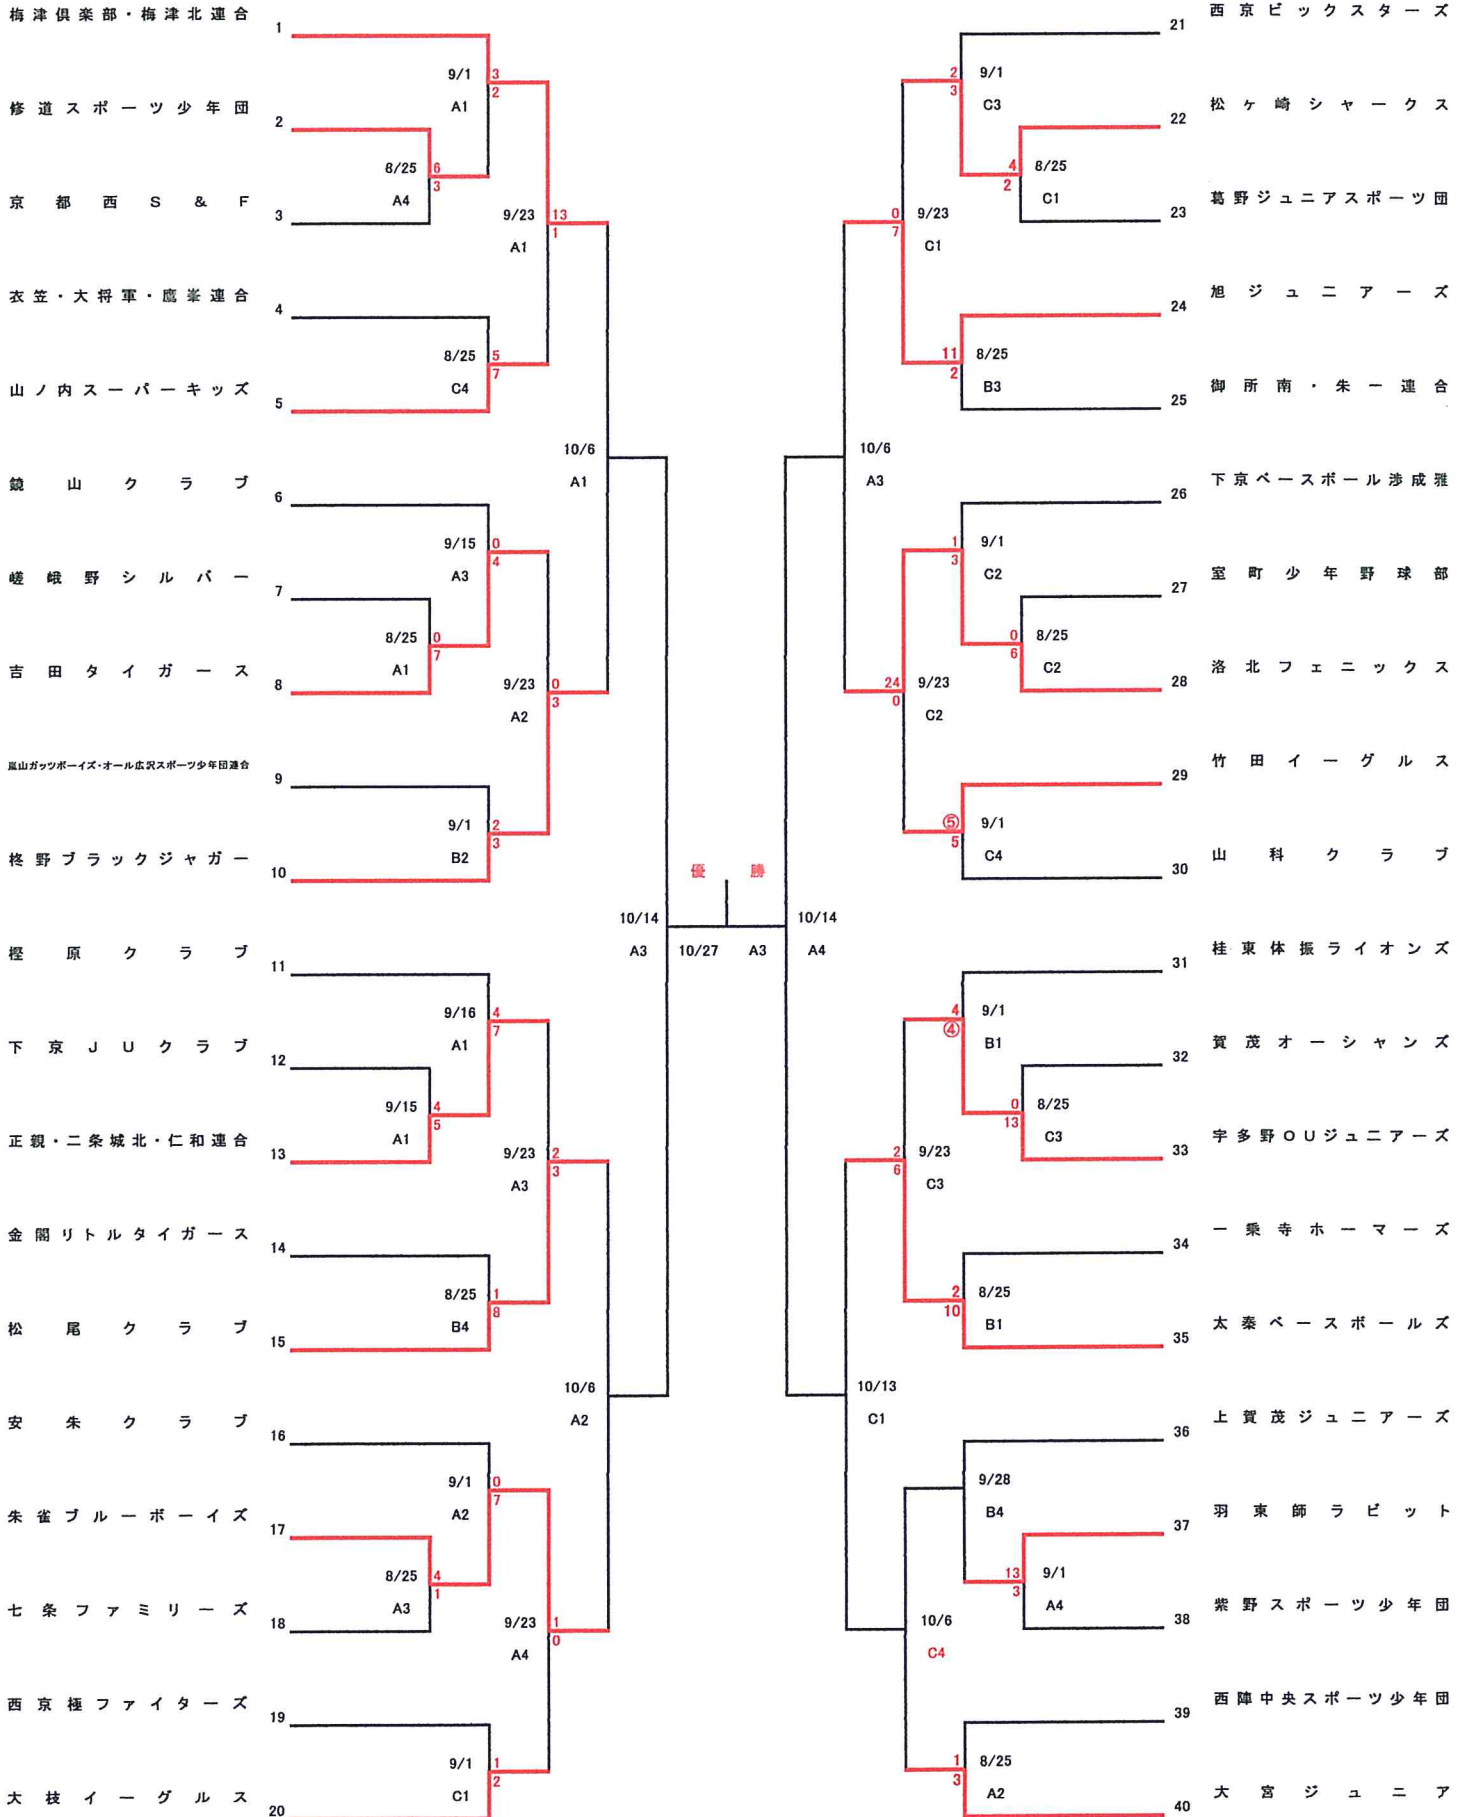 梅津倶楽部・梅津北連合
1
9/1
3
2
A1
修道スポーツ少年団
2
8/25
6
3
A4
京都西S＆F
3
9/23
13
1
A1
衣笠・大将軍・鷹峯連合
4
8/25
5
7
C4
山ノ内スーパーキッズ
5
10/6
A1
鏡山クラブ
6
9/15
0
4
A3
嵯峨野シルバー
7
8/25
0
7
A1
吉田タイガース
8
9/23
0
3
A2
嵐山ガッツボーイズ・オール広沢スポーツ少年団連合
9
9/1
2
3
B2
柊野ブラックジャガー
10
優勝
10/14
A3
10/27
A3
10/14
A4
樫原クラブ
11
9/16
4
7
A1
下京JUクラブ
12
9/15
4
5
A1
正親・二条城北・仁和連合
13
9/23
2
3
A3
金閣リトルタイガース
14
8/25
1
8
B4
松尾クラブ
15
10/6
A2
安朱クラブ
16
9/1
0
7
A2
朱雀ブルーボーイズ
17
8/25
4
1
A3
七条ファミリーズ
18
9/23
1
0
A4
西京極ファイターズ
19
9/1
1
2
C1
大枝イーグルス
20
西京ビックスターズ
21
2
3
9/1
C3
松ヶ崎シャークス
22
4
2
8/25
C1
葛野ジュニアスポーツ団
23
0
7
9/23
C1
旭ジュニアーズ
24
11
2
8/25
B3
御所南・朱一連合
25
10/6
A3
下京ベースボール渉成雅
26
1
3
9/1
C2
室町少年野球部
27
0
6
8/25
C2
洛北フェニックス
28
24
0
9/23
C2
竹田イーグルス
29
⑤
5
9/1
C4
山科クラブ
30
桂東体振ライオンズ
31
4
④
9/1
B1
賀茂オーシャンズ
32
0
13
8/25
C3
宇多野OUジュニアーズ
33
2
6
9/23
C3
一乗寺ホーマーズ
34
2
10
8/25
B1
太秦ベースボールズ
35
10/13
C1
上賀茂ジュニアーズ
36
9/28
B4
羽束師ラビット
37
13
3
9/1
A4
紫野スポーツ少年団
38
10/6
C4
西陣中央スポーツ少年団
39
1
3
8/25
A2
大宮ジュニア
40